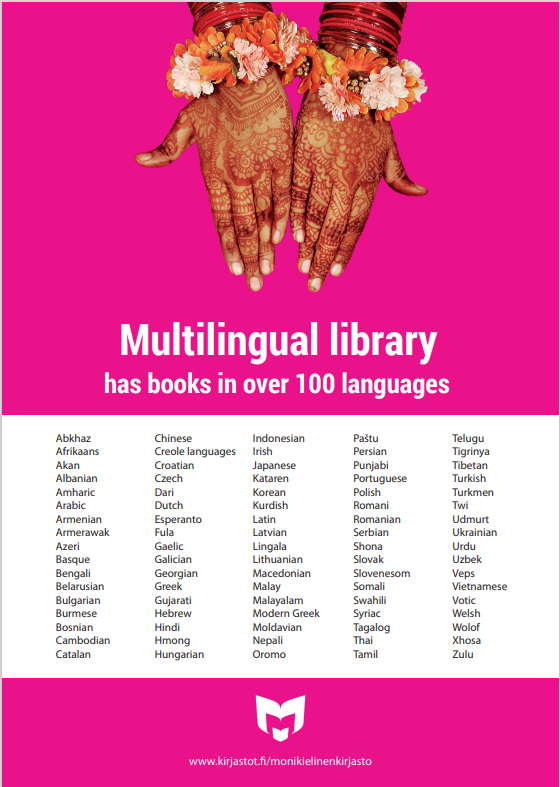 Multilingual library
has books in over 100 languages
Abkhaz
Afrikaans
Akan
Albanian
Amharic
Arabic
Armenian
Armerawak
Azeri
Basque
Bengali
Belarusian
Bulgarian
Burmese
Bosnian
Cambodian
Catalan
Chinese
Creole languages
Croatian
Czech
Dari
Dutch
Esperanto
Fula
Gaelic
Galician
Georgian
Greek
Gujarati
Hebrew
Hindi
Hmong
Hungarian
Indonesian
Irish
Japanese
Kataren
Korean
Kurdish
Latin
Latvian
Lingala
Lithuanian
Macedonian
Malay
Malayalam
Modern Greek
Moldavian
Nepali
Oromo
Paštu
Persian
Punjabi
Portuguese
Polish
Romani
Romanian
Serbian
Shona
Slovak
Slovenesom
Somali
Swahili
Syriac
Tagalog
Thai
Tamil
Telugu
Tigrinya
Tibetan
Turkish
Turkmen
Twi
Udmurt
Ukrainian
Urdu
Uzbek
Veps
Vietnamese
Votic
Welsh
Wolof
Xhosa
Zulu
www.kirjastot.fi/monikielinenkirjasto